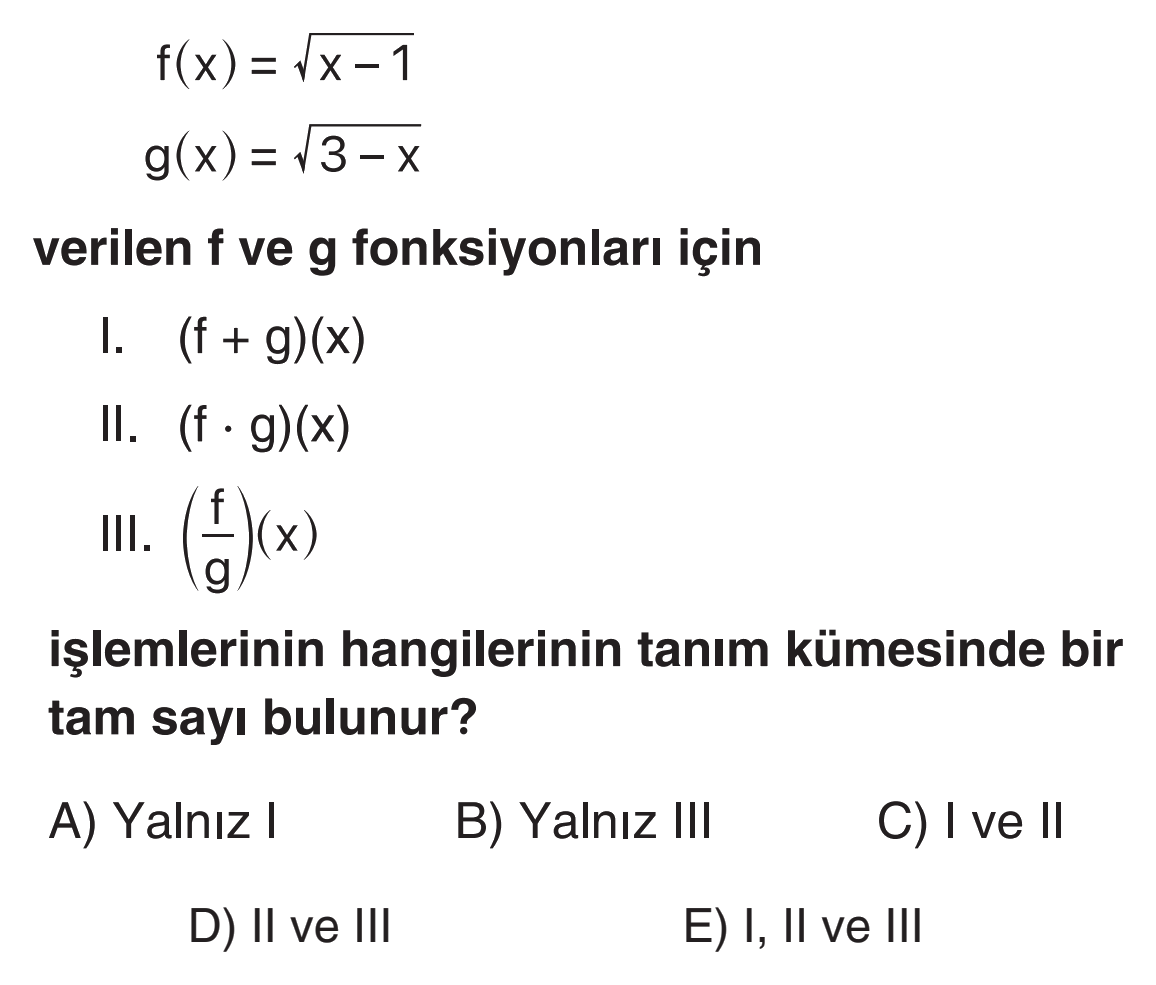 f(x) = √x – 1
g(x) = √3 – x
verilen f ve g fonksiyonları için
I. (f + g)(x)
II. (f · g)(x)
III. (f/g)(x)
işlemlerinin hangilerinin tanım kümesinde bir
tam sayı bulunur?
A) Yalnız I B) Yalnız III C) I ve II
D) II ve III E) I, II ve III